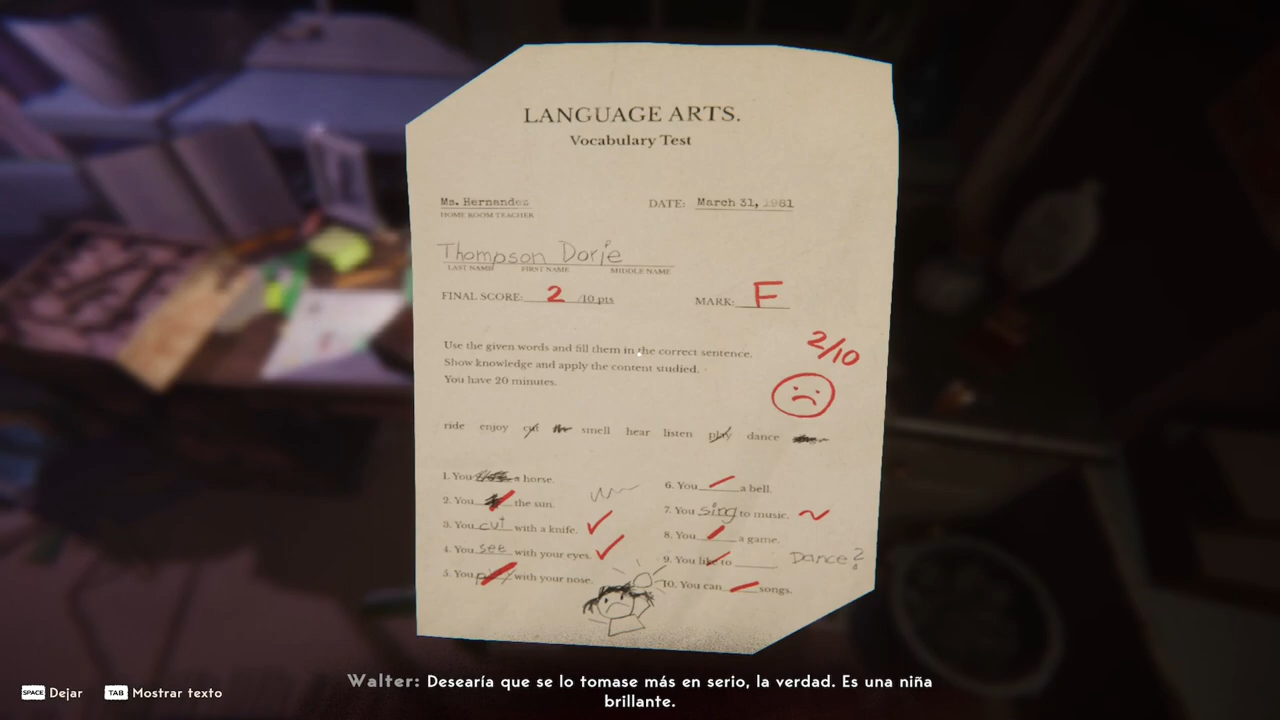 LANGUAGE ARTS.
Vocabulary Test
Ms. Hernandez
HOME ROOM TEACHER
DATE: March 31, 1981
Thompson Dorje
LAST NAME FIRST NAME MIDDLE NAME
FINAL SCORE: 2 /10 pts
MARK: F
2/10
Use the given words and fill them in the correct sentence.
Show knowledge and apply the content studied.
You have 20 minutes.
ride enjoy cut smell hear listen play dance
1. You a horse.
2. You the sun.
3. You cut with a knife.
4. You see with your eyes.
5. You with your nose.
6. You a bell.
7. You sing to music.
8. You a game.
9. You like to Dance?
10. You can songs.
Walter: Desearía que se lo tomase más en serio, la verdad. Es una niña
brillante.
SPACE Dejar TAB Mostrar texto